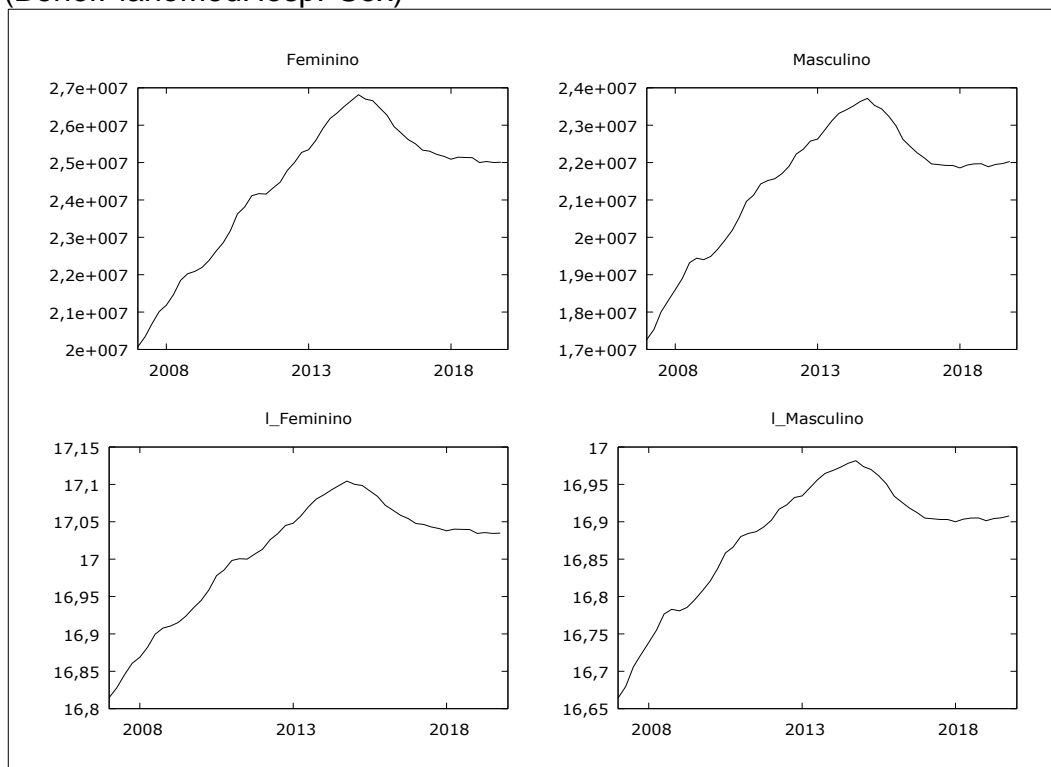 Feminino
2,7e+007
2,6e+007
2,5e+007
2,4e+007
2,3e+007
2,2e+007
2,1e+007
2e+007
2008 2013 2018
Masculino
2,4e+007
2,3e+007
2,2e+007
2,1e+007
2e+007
1,9e+007
1,8e+007
1,7e+007
2008 2013 2018
l_Feminino
17,15
17,1
17,05
17
16,95
16,9
16,85
16,8
2008 2013 2018
l_Masculino
17
16,95
16,9
16,85
16,8
16,75
16,7
16,65
2008 2013 2018